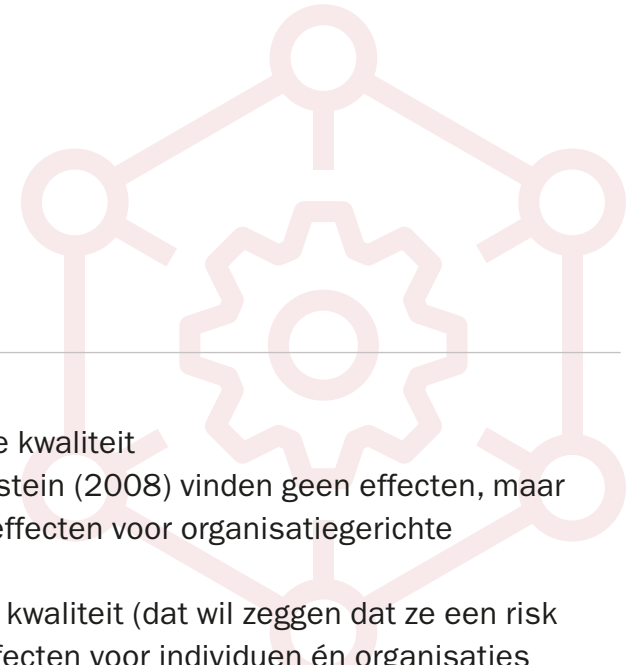 e kwaliteit
stein (2008) vinden geen effecten, maar
effecten voor organisatiegerichte
kwaliteit (dat wil zeggen dat ze een risk
fecten voor individuen én organisaties